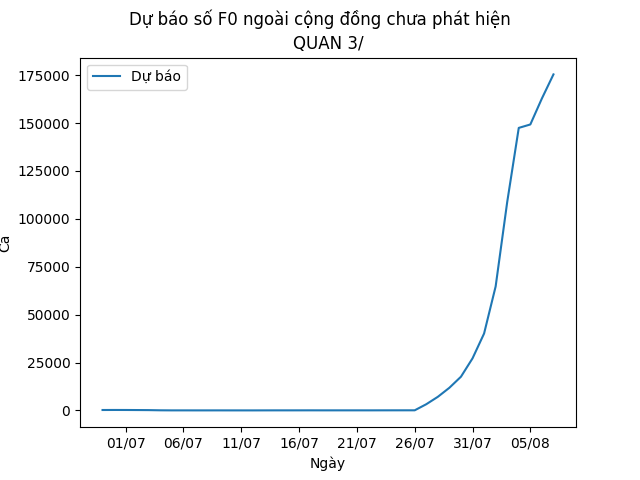 Dự báo số F0 ngoài cộng đồng chưa phát hiện
QUAN 3/
Dự báo
175000
150000
125000
100000
75000
50000
25000
0
Ca
01/07 06/07 11/07 16/07 21/07 26/07 31/07 05/08
Ngày